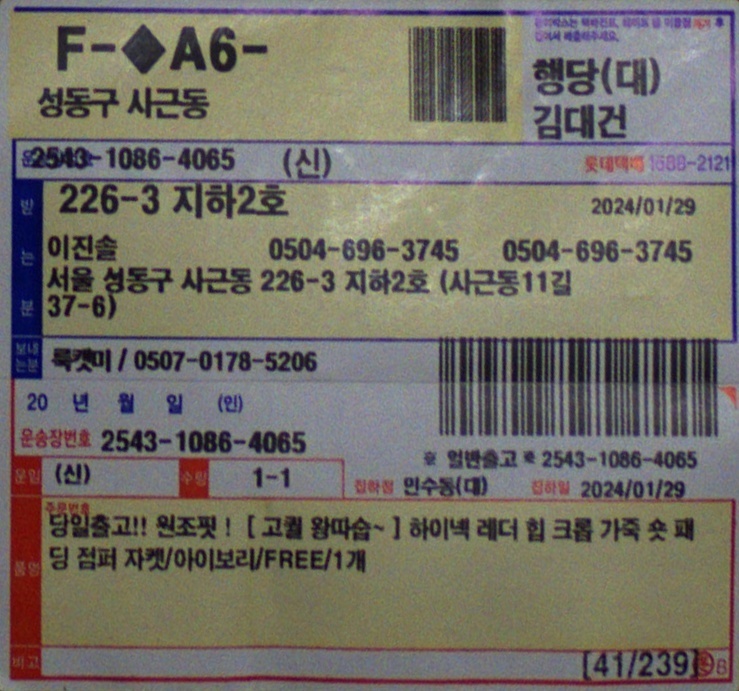 F-◆A6-
성동구 사근동
행당(대)
김대건
2543-1086-4065 (신) 롯데택배 1588-2121
226-3 지하2호 2024/01/29
받는분
이진솔 0504-696-3745 0504-696-3745
서울 성동구 사근동 226-3 지하2호 (사근동11길
37-6)
보내는분
룩캣미 / 0507-0178-5206
20 년 월 일 (인)
운송장번호 2543-1086-4065
※ 일반출고 2543-1086-4065
운임 (신) 수량 1-1 집하점 인수동(대) 집하일 2024/01/29
주문번호
품명
당일출고!! 원조핏! [ 고퀄 왕따습~ ] 하이넥 레더 힙 크롭 가죽 숏 패
딩 점퍼 자켓/아이보리/FREE/1개
비고 [41/239] B